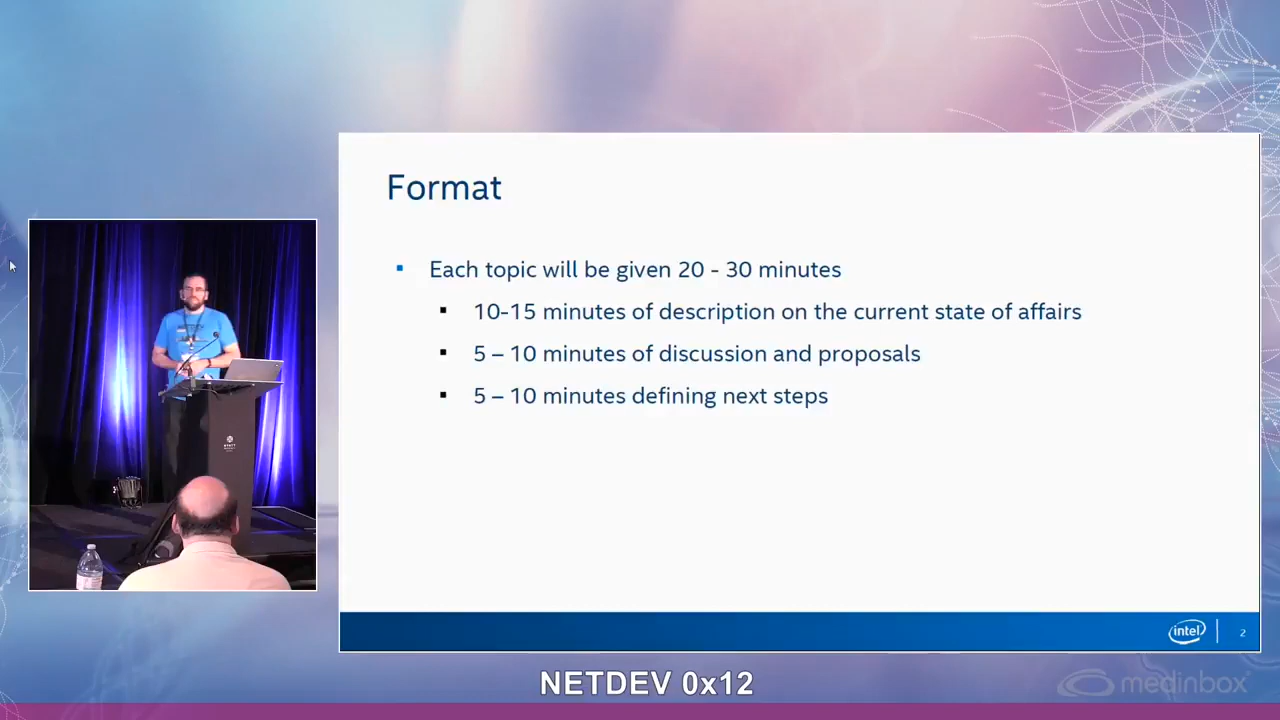 Format
Each topic will be given 20 - 30 minutes
10-15 minutes of description on the current state of affairs
5 – 10 minutes of discussion and proposals
5 – 10 minutes defining next steps
intel
2
NETDEV 0x12
medinbox